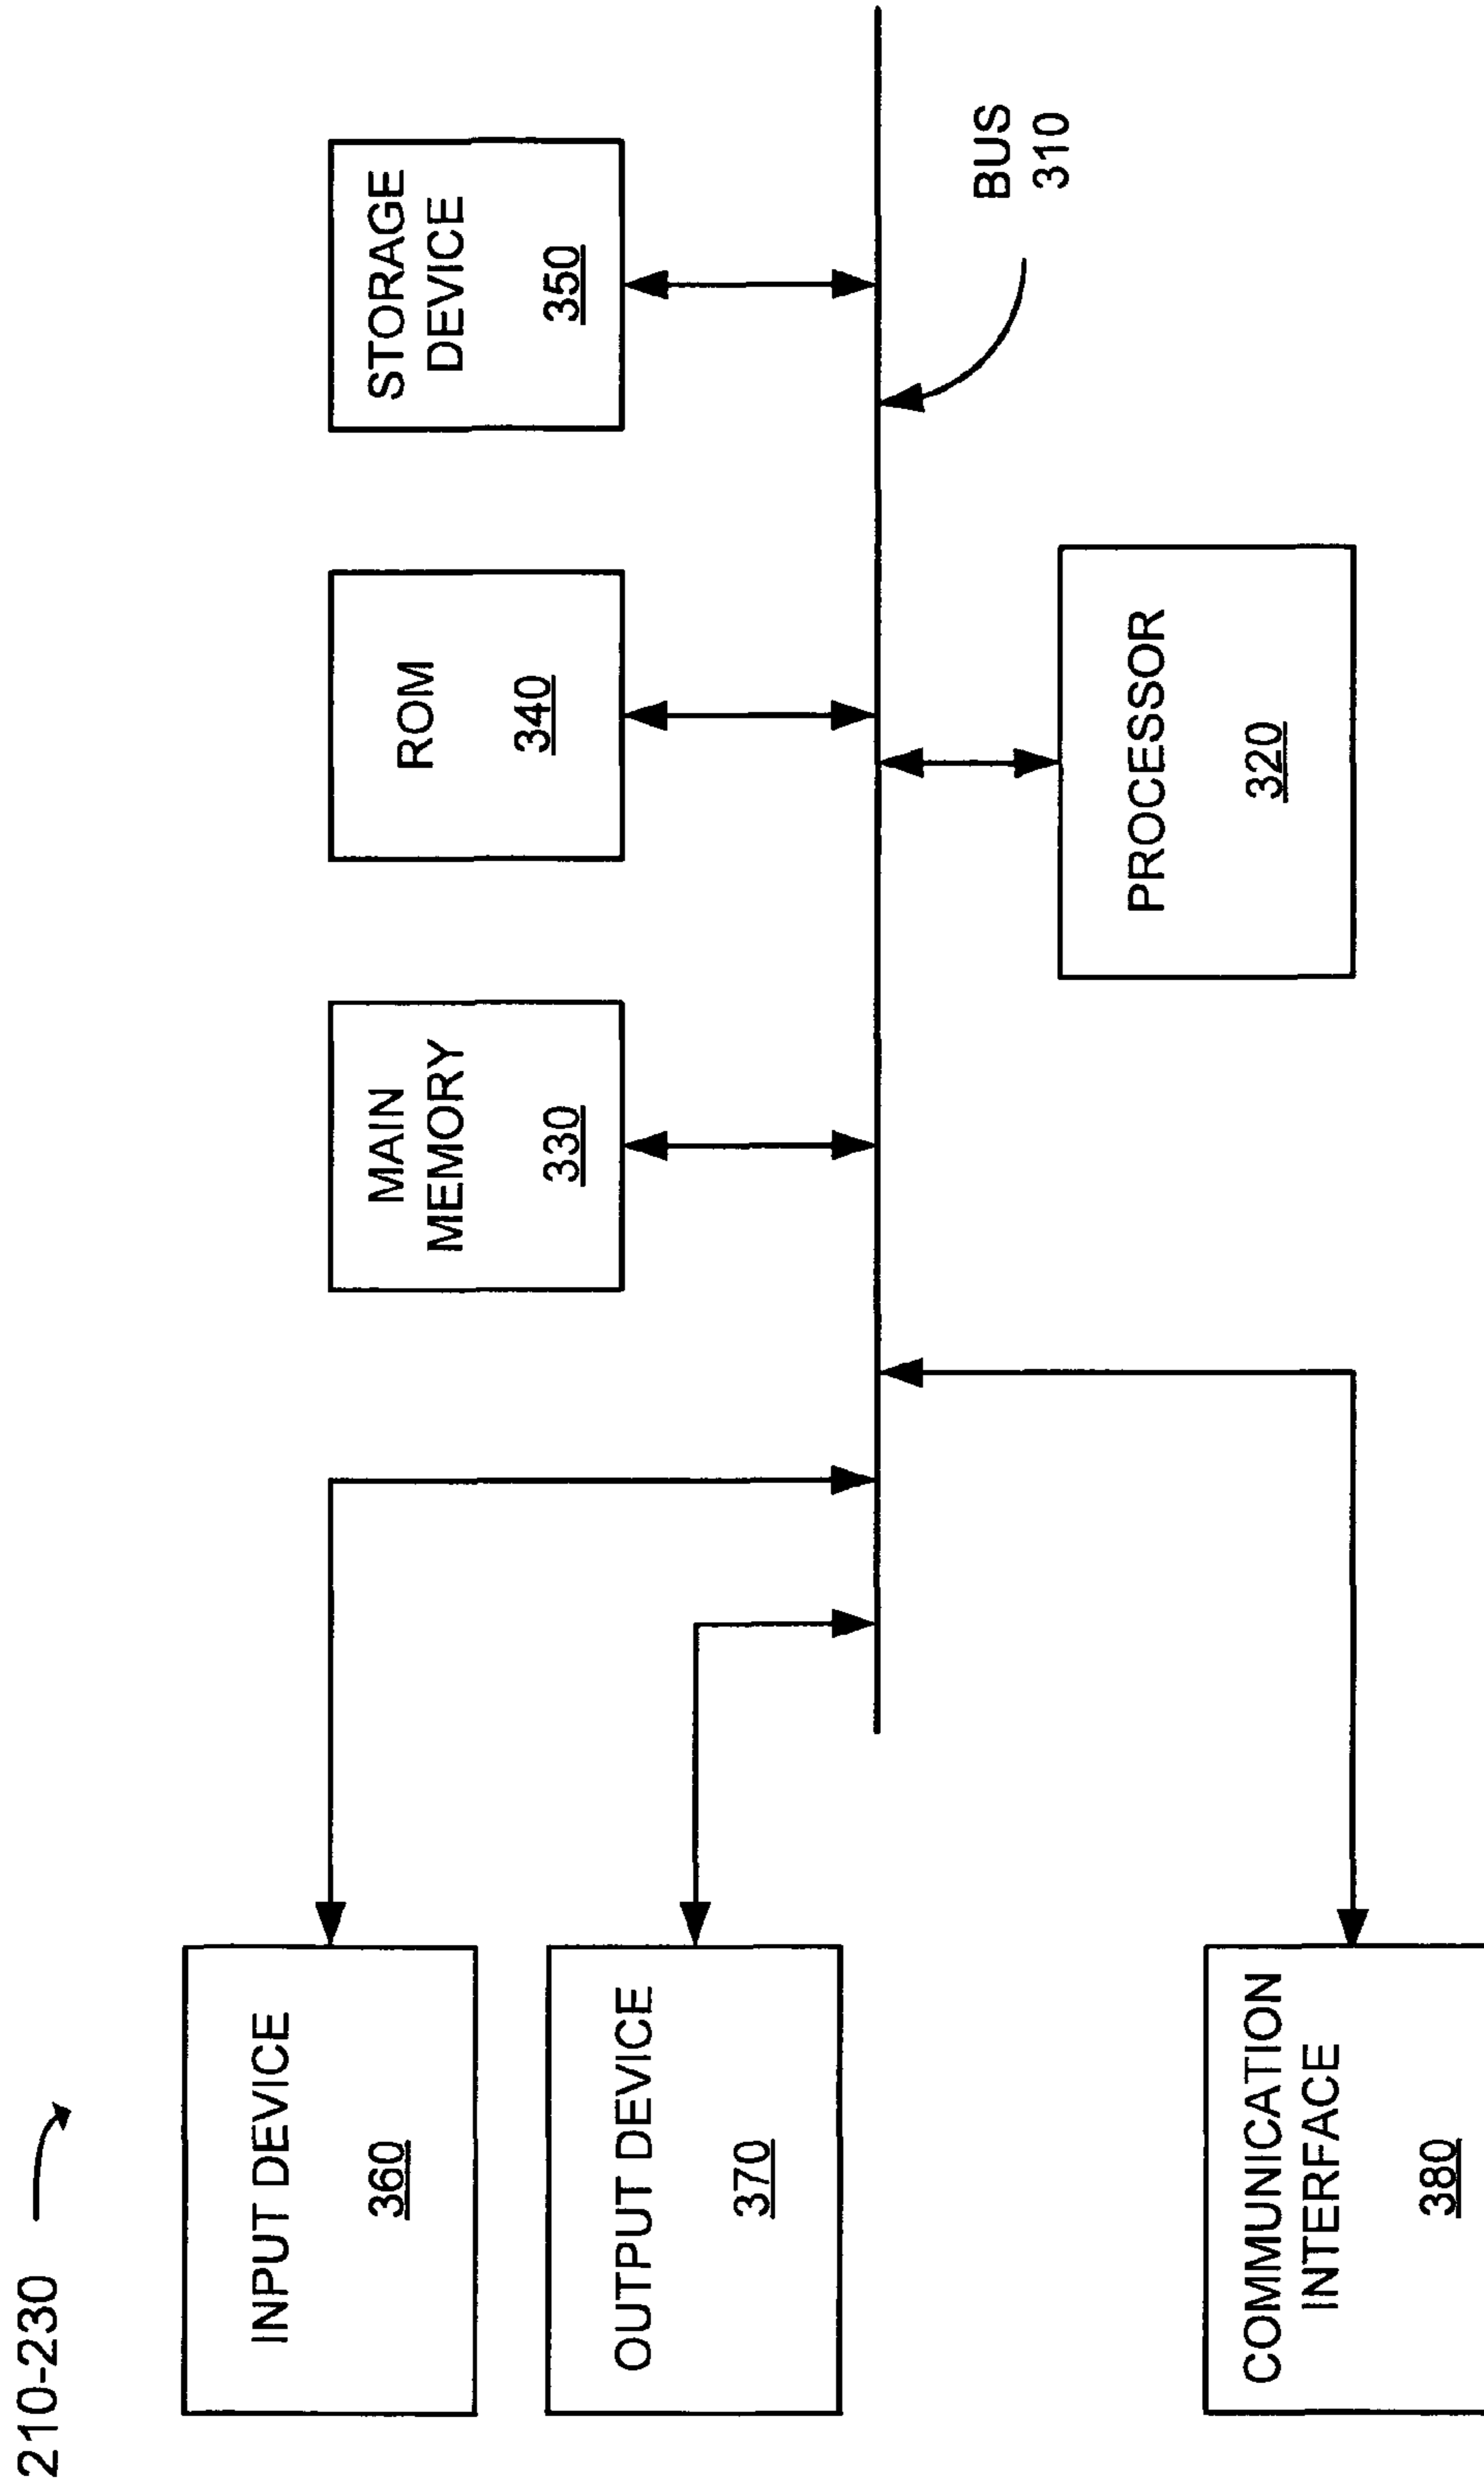 210-230
INPUT DEVICE
360
OUTPUT DEVICE
370
COMMUNICATION
INTERFACE
380
MAIN
MEMORY
330
ROM
340
STORAGE
DEVICE
350
PROCESSOR
320
BUS
310